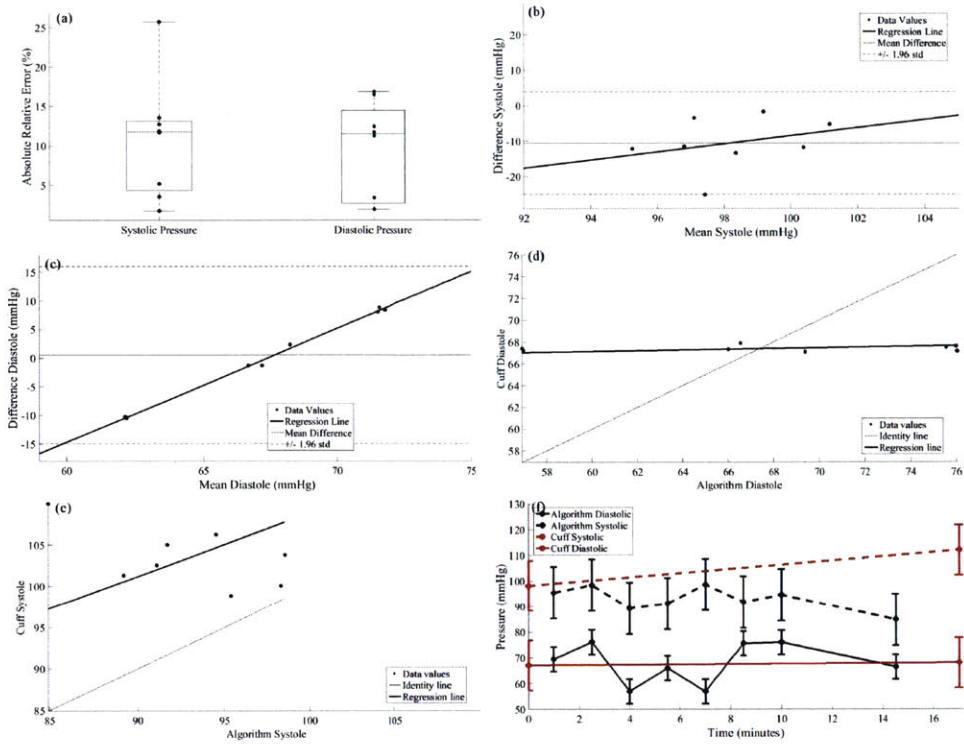 (a)
Absolute Relative Error (%)
25
20
15
10
5
Systolic Pressure
Diastolic Pressure
(b)
Difference Systole (mmHg)
20
10
0
-10
-20
92
94
96
98
100
102
104
Mean Systole (mmHg)
Data Values
Regression Line
Mean Difference
+/- 1.96 std
(c)
Difference Diastole (mmHg)
15
10
5
0
-5
-10
-15
60
65
70
75
Mean Diastole (mmHg)
Data Values
Regression Line
Mean Difference
+/- 1.96 std
(d)
Cuff Diastole
76
74
72
70
68
66
64
62
60
58
58
60
62
64
66
68
70
72
74
76
Algorithm Diastole
Data values
Identity line
Regression line
(e)
Cuff Systole
105
100
95
90
85
85
90
95
100
105
Algorithm Systole
Data values
Identity line
Regression line
(f)
Pressure (mmHg)
130
120
110
100
90
80
70
60
50
0
2
4
6
8
10
12
14
16
Time (minutes)
Algorithm Diastolic
Algorithm Systolic
Cuff Systolic
Cuff Diastolic